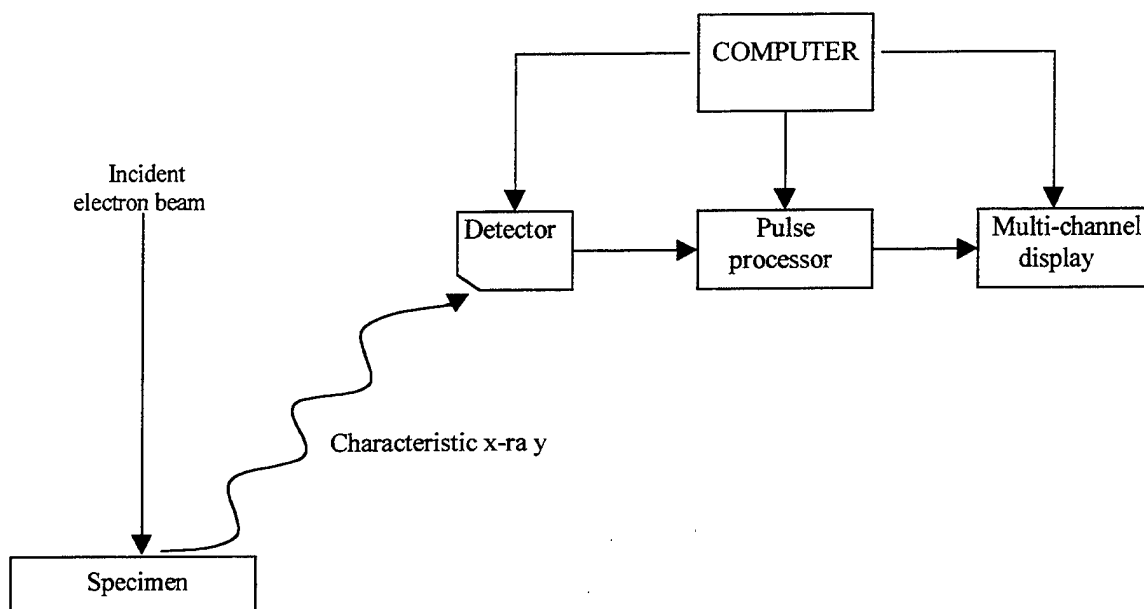 COMPUTER
Incident
electron beam
Detector
Pulse
processor
Multi-channel
display
Characteristic x-ra y
Specimen